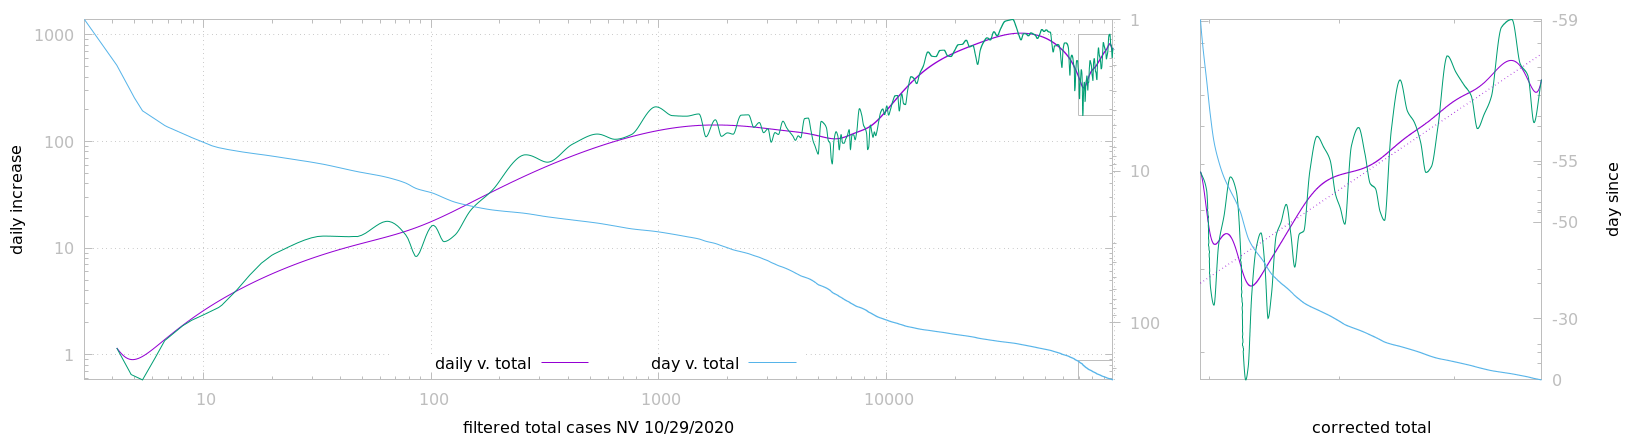 1000
100
10
1
daily increase
10
100
1000
10000
filtered total cases NV 10/29/2020
daily v. total
day v. total
1
10
100
-59
-55
-50
-30
0
day since
corrected total